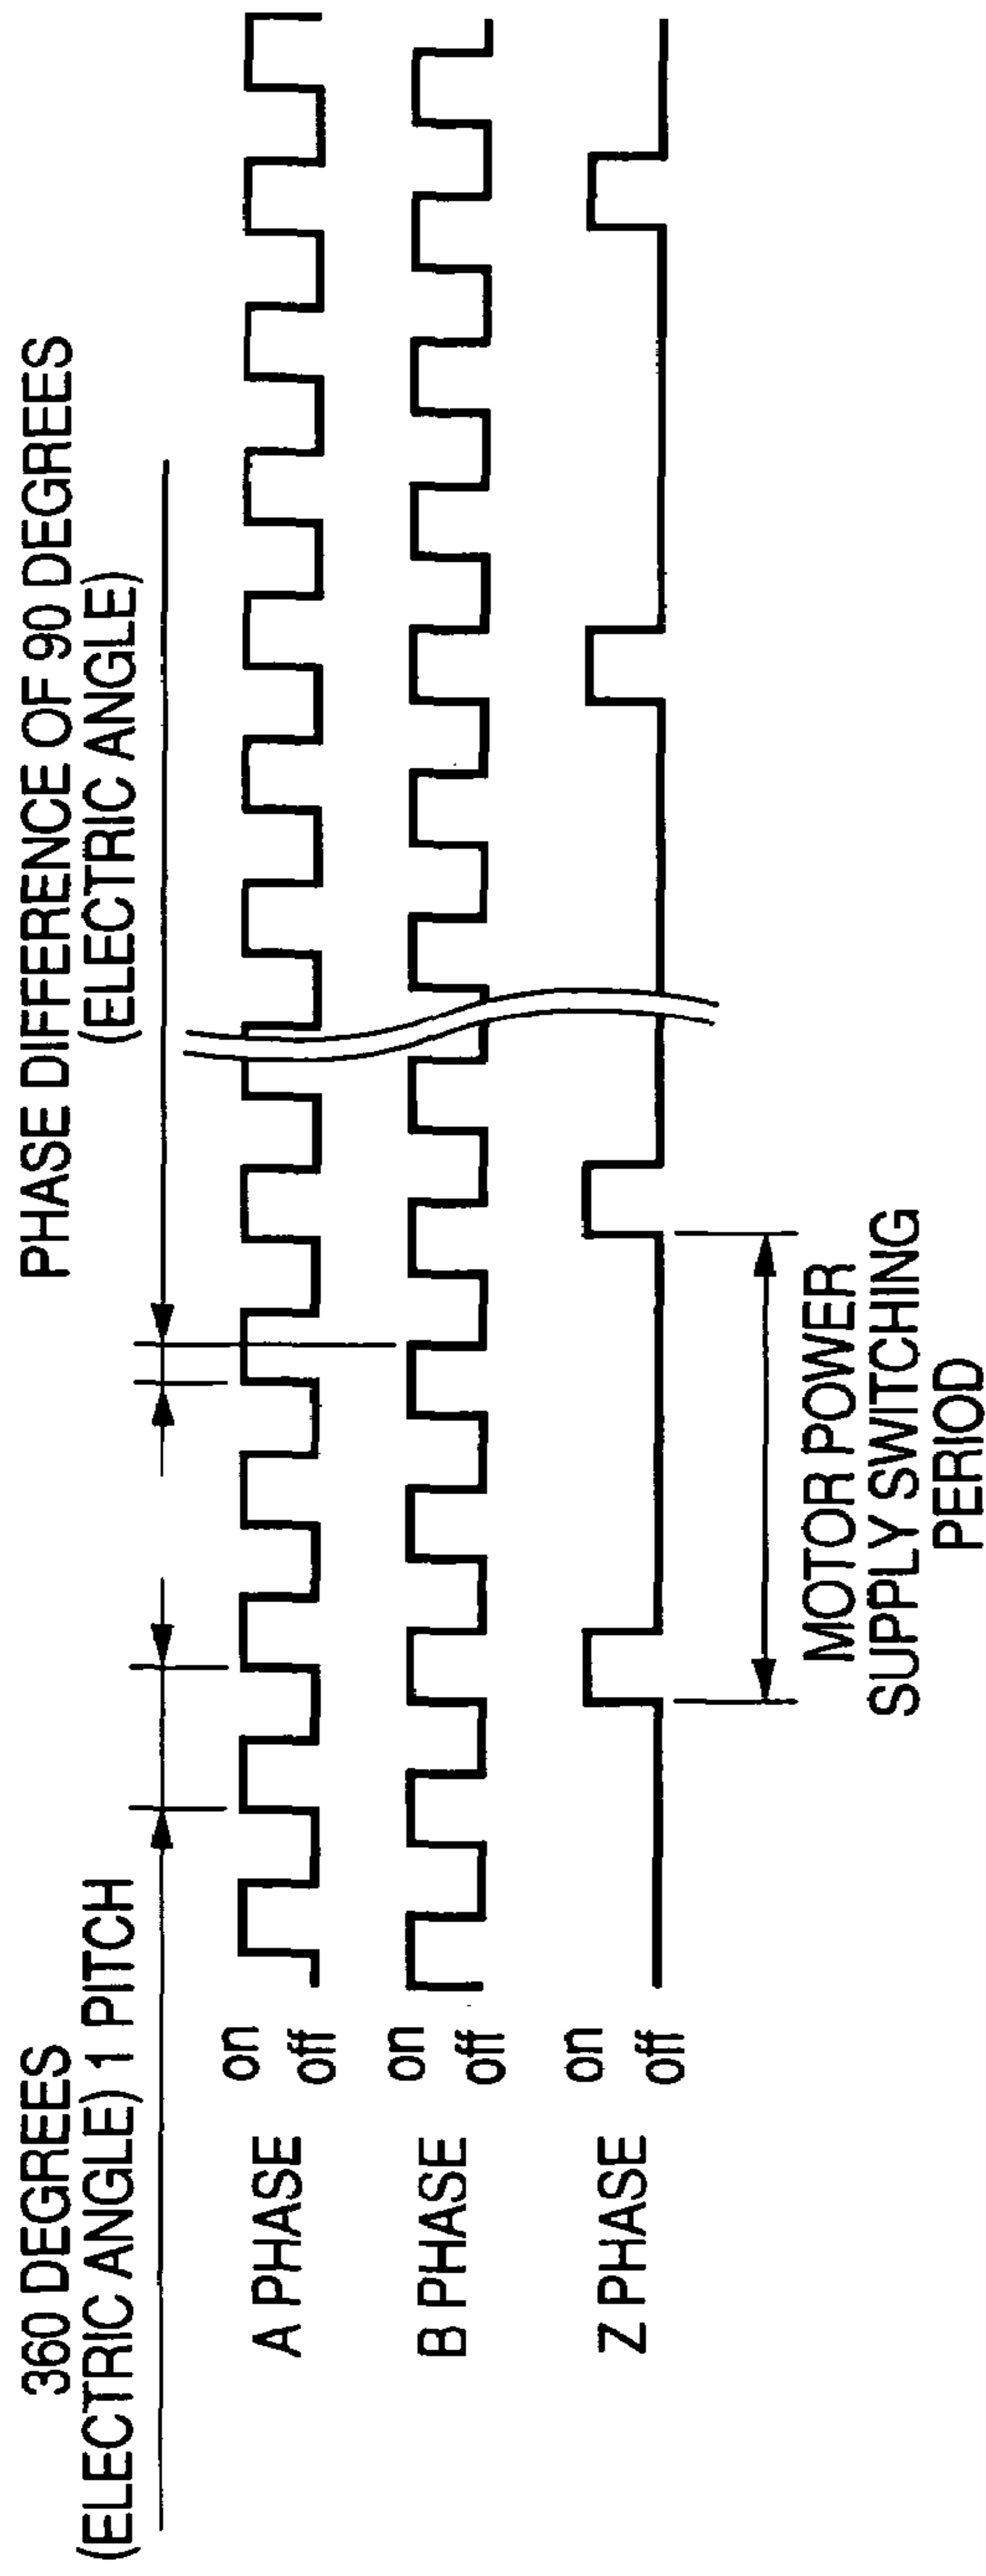 360 DEGREES
(ELECTRIC ANGLE) 1 PITCH
PHASE DIFFERENCE OF 90 DEGREES
(ELECTRIC ANGLE)
A PHASE
on
off
B PHASE
on
off
Z PHASE
on
off
MOTOR POWER
SUPPLY SWITCHING
PERIOD